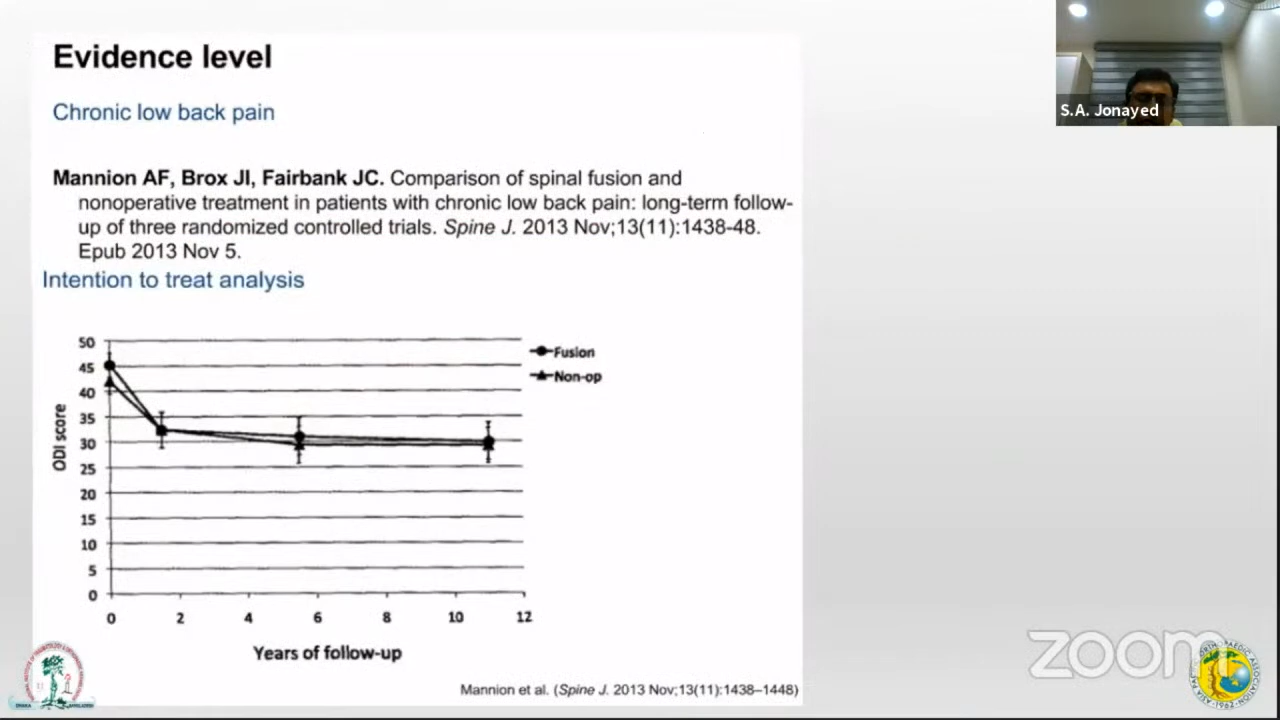 Evidence level
Chronic low back pain
Mannion AF, Brox JI, Fairbank JC. Comparison of spinal fusion and
nonoperative treatment in patients with chronic low back pain: long-term follow-
up of three randomized controlled trials. Spine J. 2013 Nov;13(11):1438-48.
Epub 2013 Nov 5.
Intention to treat analysis
50
45
40
35
30
25
20
15
10
5
0
ODI score
Fusion
Non-op
0 2 4 6 8 10 12
Years of follow-up
Mannion et al. (Spine J. 2013 Nov;13(11):1438–1448)
S.A. Jonayed
zoom